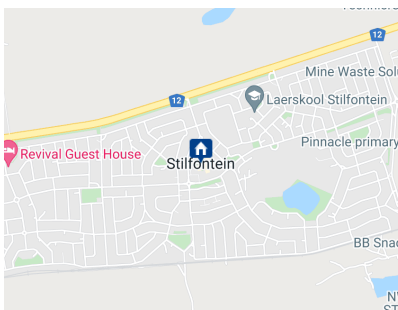 12
Mine Waste Solu
12
Laerskool Stilfontein
Pinnacle primary
Revival Guest House
Stilfontein
BB Snac